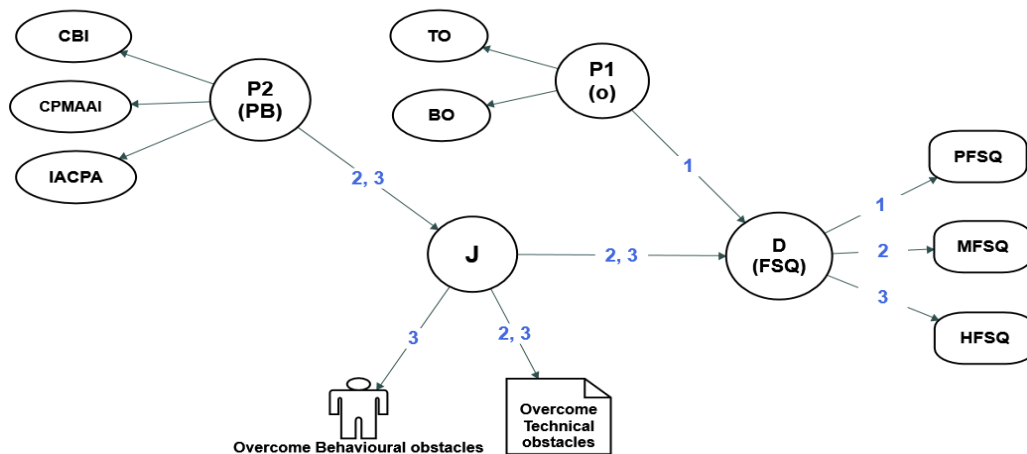 CBI
CPMAAI
IACPA
P2
(PB)
TO
BO
P1
(o)
1
2, 3
J
2, 3
D
(FSQ)
1
2
3
PFSQ
MFSQ
HFSQ
3
2, 3
Overcome Behavioural obstacles
Overcome
Technical
obstacles